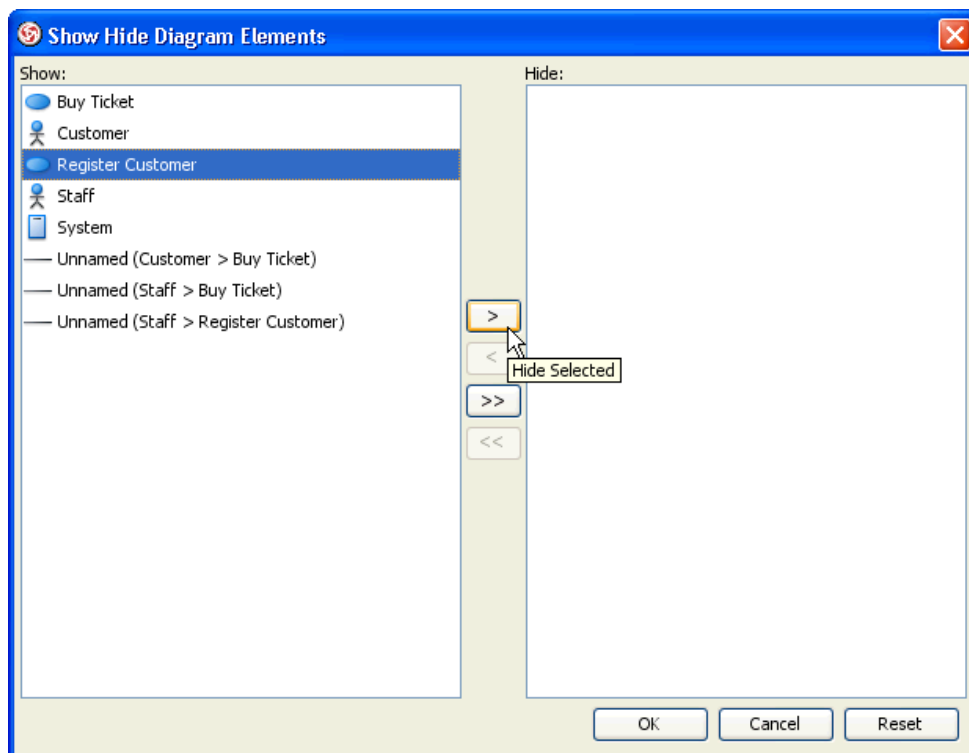 Show Hide Diagram Elements
Show:
Hide:
Buy Ticket
Customer
Register Customer
Staff
System
Unnamed (Customer > Buy Ticket)
Unnamed (Staff > Buy Ticket)
Unnamed (Staff > Register Customer)
>
<
Hide Selected
>>
<<
OK
Cancel
Reset